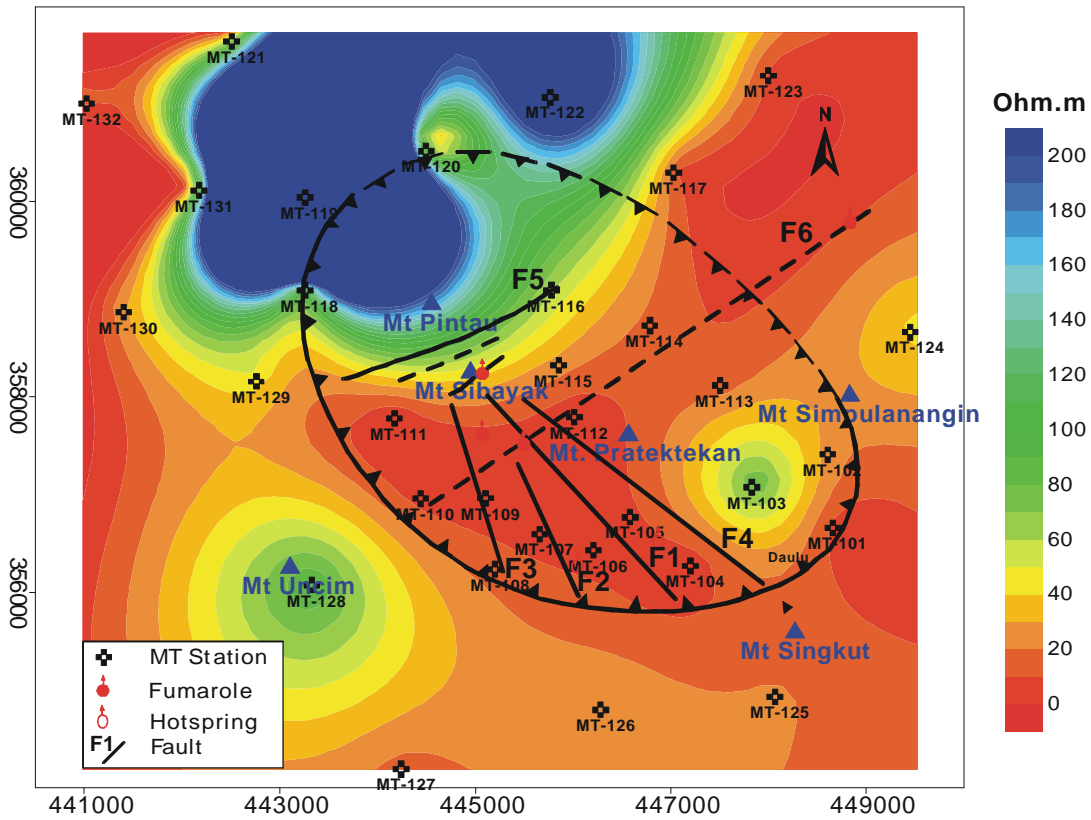 MT-121
MT-123
MT-122
MT-132
Ohm.m
N
MT-120
MT-117
MT-131
MT-119
F6
F5
MT-118
MT-116
Mt Pintau
MT-130
MT-114
MT-124
MT-115
MT-129
Mt Sibayak
MT-113
Mt Simpulanangin
MT-111
MT-112
Mt. Pratektekan
MT-102
MT-103
MT-110
MT-109
MT-105
MT-101
MT-107
F4
Daulu
MT-106
F1
MT-104
F3
MT-108
F2
Mt Uncim
MT-128
Mt Singkut
MT Station
Fumarole
Hotspring
F1
Fault
MT-126
MT-125
MT-127
360000
358000
356000
441000
443000
445000
447000
449000
200
180
160
140
120
100
80
60
40
20
0